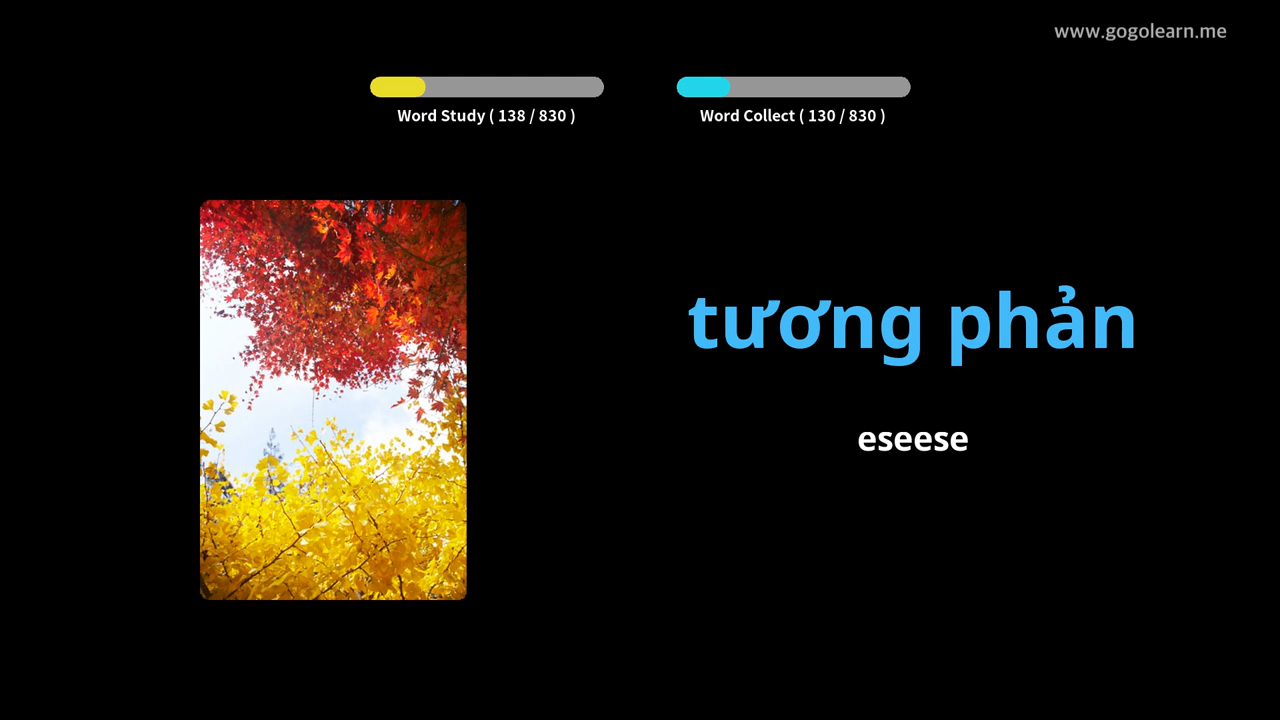 www.gogolearn.me
Word Study ( 138 / 830 )
Word Collect ( 130 / 830 )
tương phản
eseese